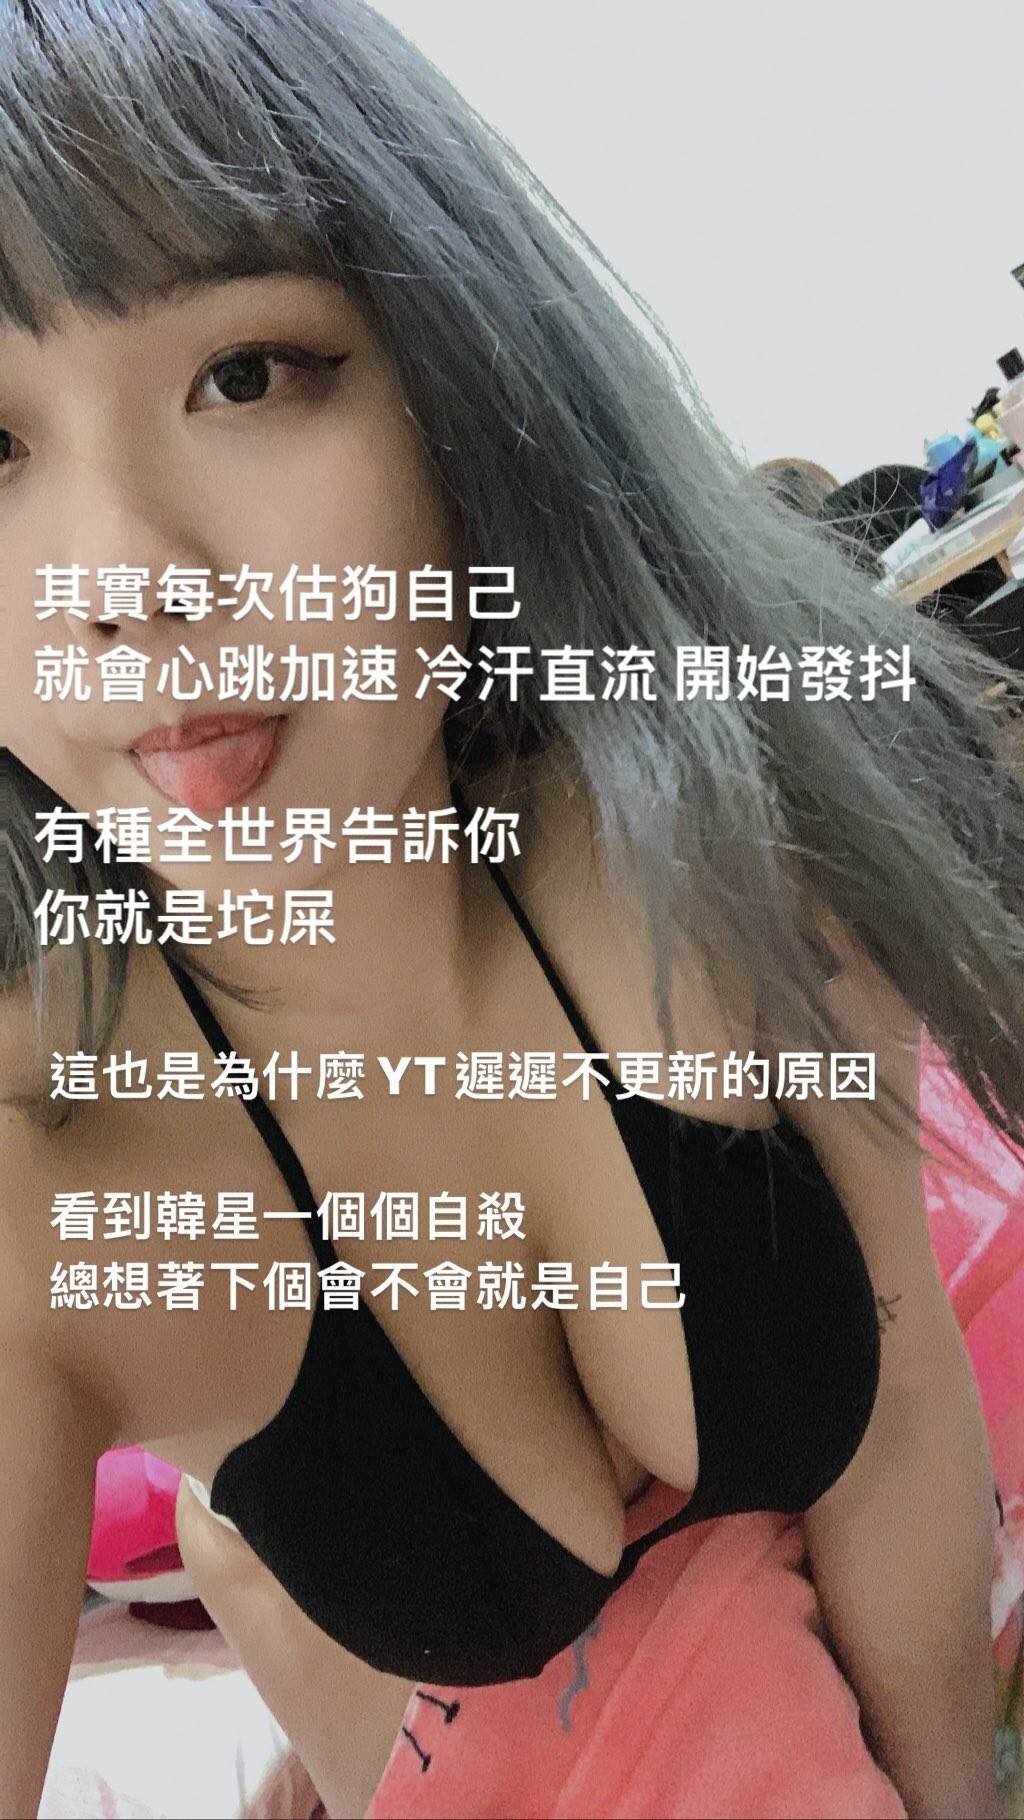 其實每次估狗自己
就會心跳加速 冷汗直流 開始發抖
有種全世界告訴你
你就是坨屎
這也是為什麼 YT 遲遲不更新的原因
看到韓星一個個自殺
總想著下個會不會就是自己